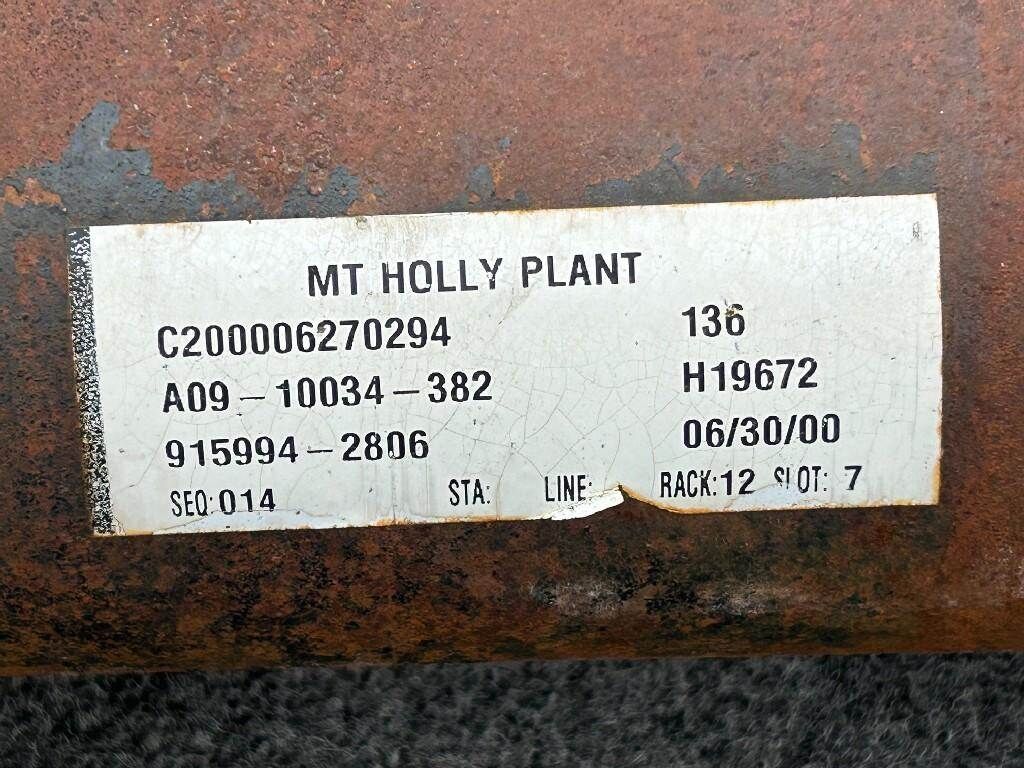 MT HOLLY PLANT
C200006270294 136
A09-10034-382 H19672
915994-2806 06/30/00
SEQ:014 STA: LINE: RACK:12 SLOT: 7